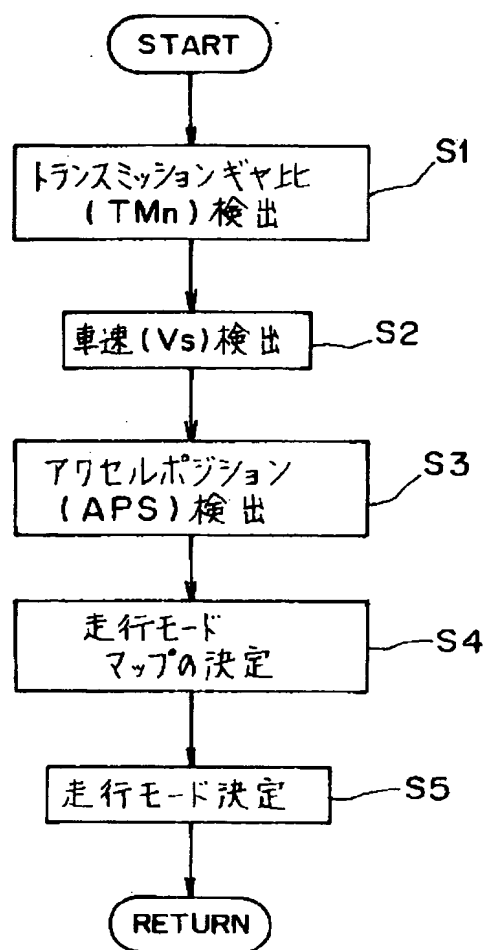 START
トランスミッションギヤ比
(TMn)検出
S1
車速(Vs)検出
S2
アクセルポジション
(APS)検出
S3
走行モード
マップの決定
S4
走行モード決定
S5
RETURN